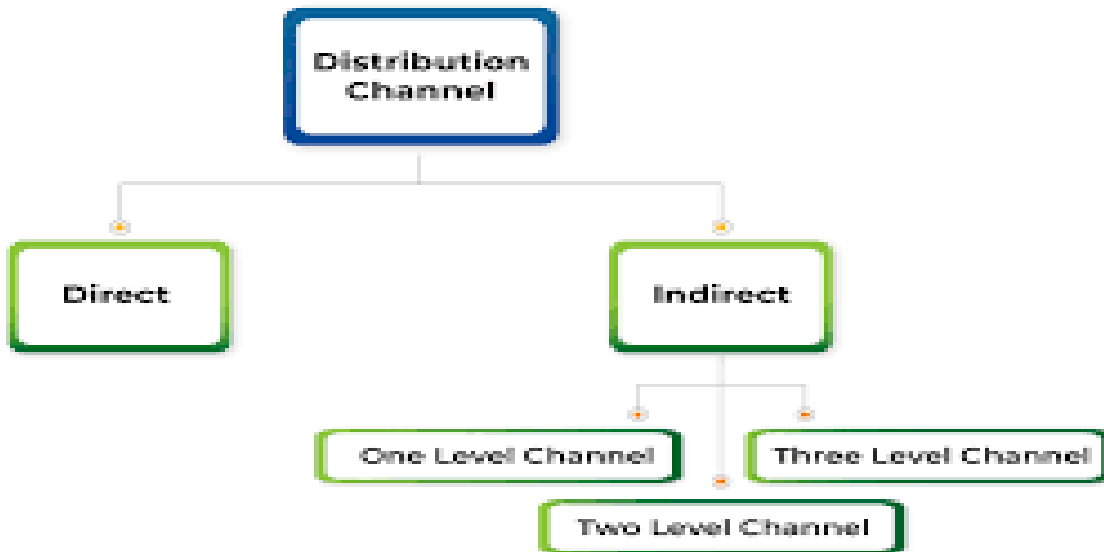 Distribution
Channel
Direct
Indirect
One Level Channel
Three Level Channel
Two Level Channel